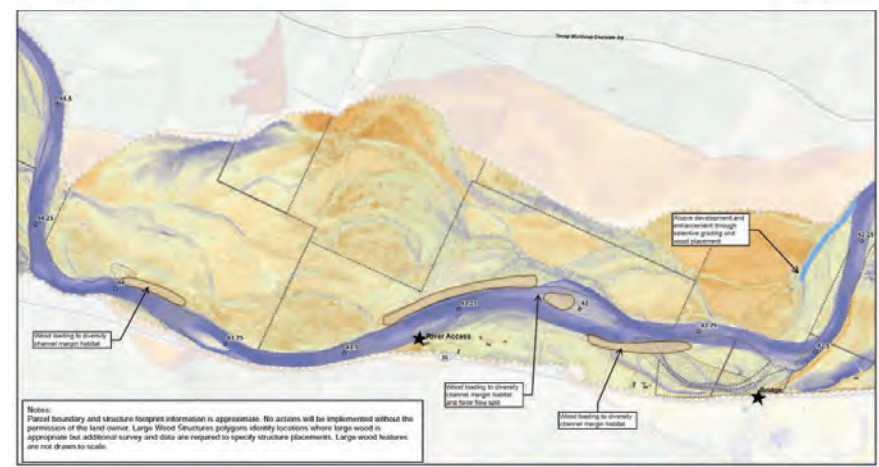 44.5
44.25
44
43.75
43.5
43.25
43
42.75
42.5
42.25
River Access
Bridge
Alcove development and
enhancement through
selective grading and
wood placement
Wood loading to diversity
channel margin habitat
Wood loading to diversity
channel margin habitat
and force flow split
Wood loading to diversity
channel margin habitat
Notes:
Parcel boundary and structure footprint information is approximate. No actions will be implemented without the
permission of the land owner. Large Wood Structures polygons identity locations where large wood is
appropriate but additional survey and data are required to specify structure placements. Large wood features
are not drawn to scale.